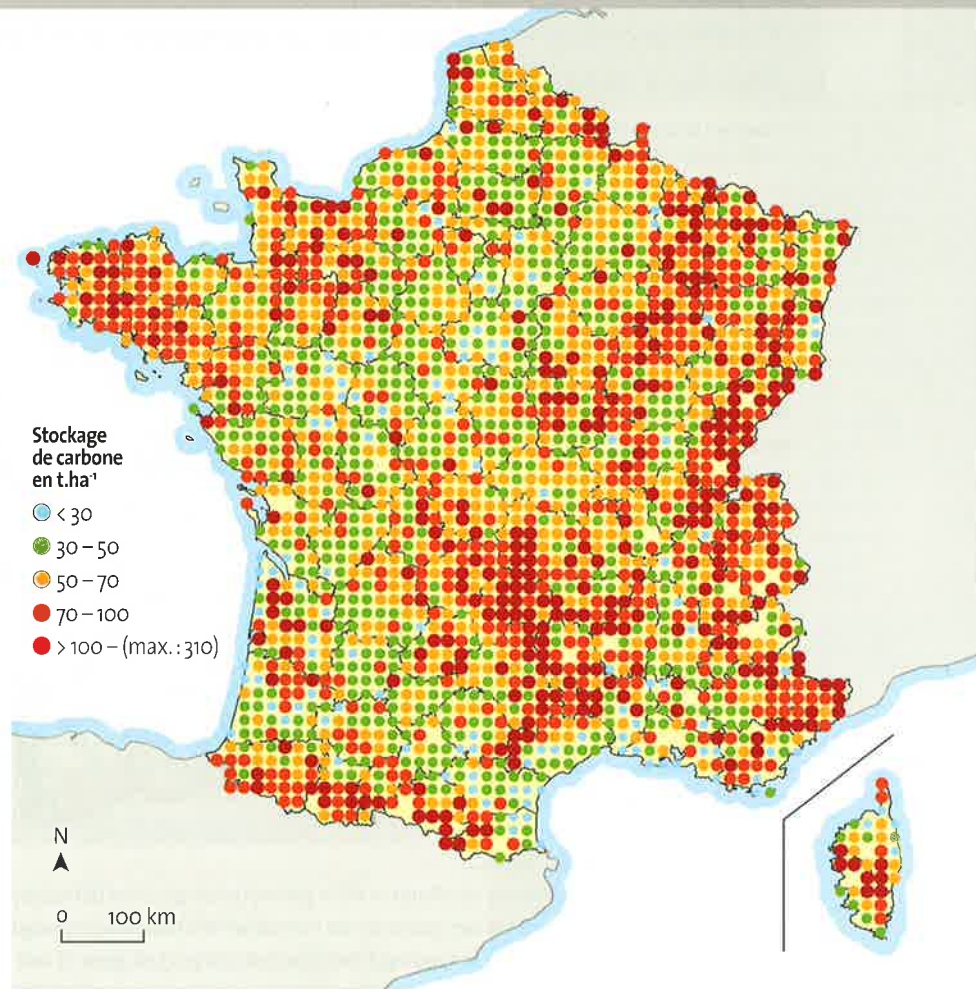 Stockage
de carbone
en t.ha⁻¹
< 30
30 – 50
50 – 70
70 – 100
> 100 – (max. : 310)
N
0 100 km